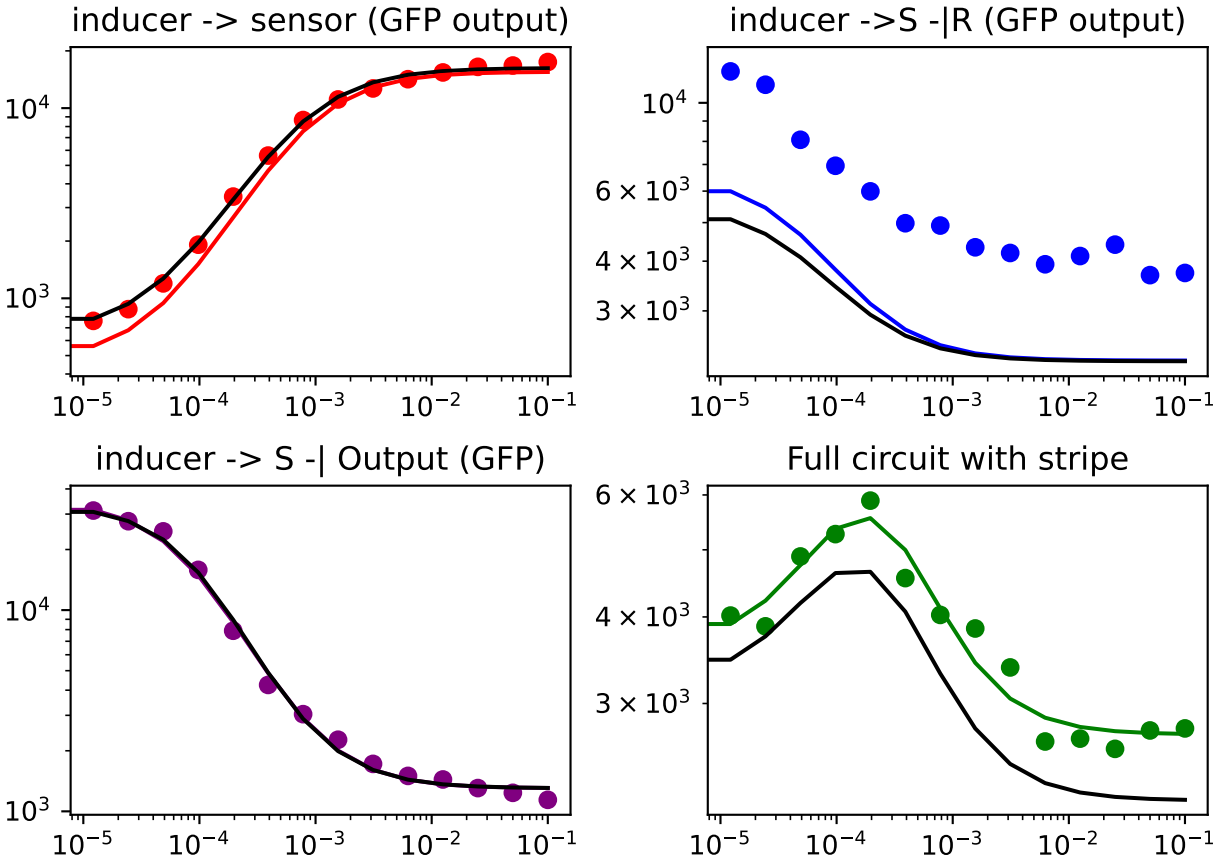 inducer -> sensor (GFP output)
10⁴
10³
10⁻⁵ 10⁻⁴ 10⁻³ 10⁻² 10⁻¹
inducer ->S -|R (GFP output)
10⁴
6 × 10³
4 × 10³
3 × 10³
10⁻⁵ 10⁻⁴ 10⁻³ 10⁻² 10⁻¹
inducer -> S -| Output (GFP)
10⁴
10³
10⁻⁵ 10⁻⁴ 10⁻³ 10⁻² 10⁻¹
Full circuit with stripe
6 × 10³
4 × 10³
3 × 10³
10⁻⁵ 10⁻⁴ 10⁻³ 10⁻² 10⁻¹